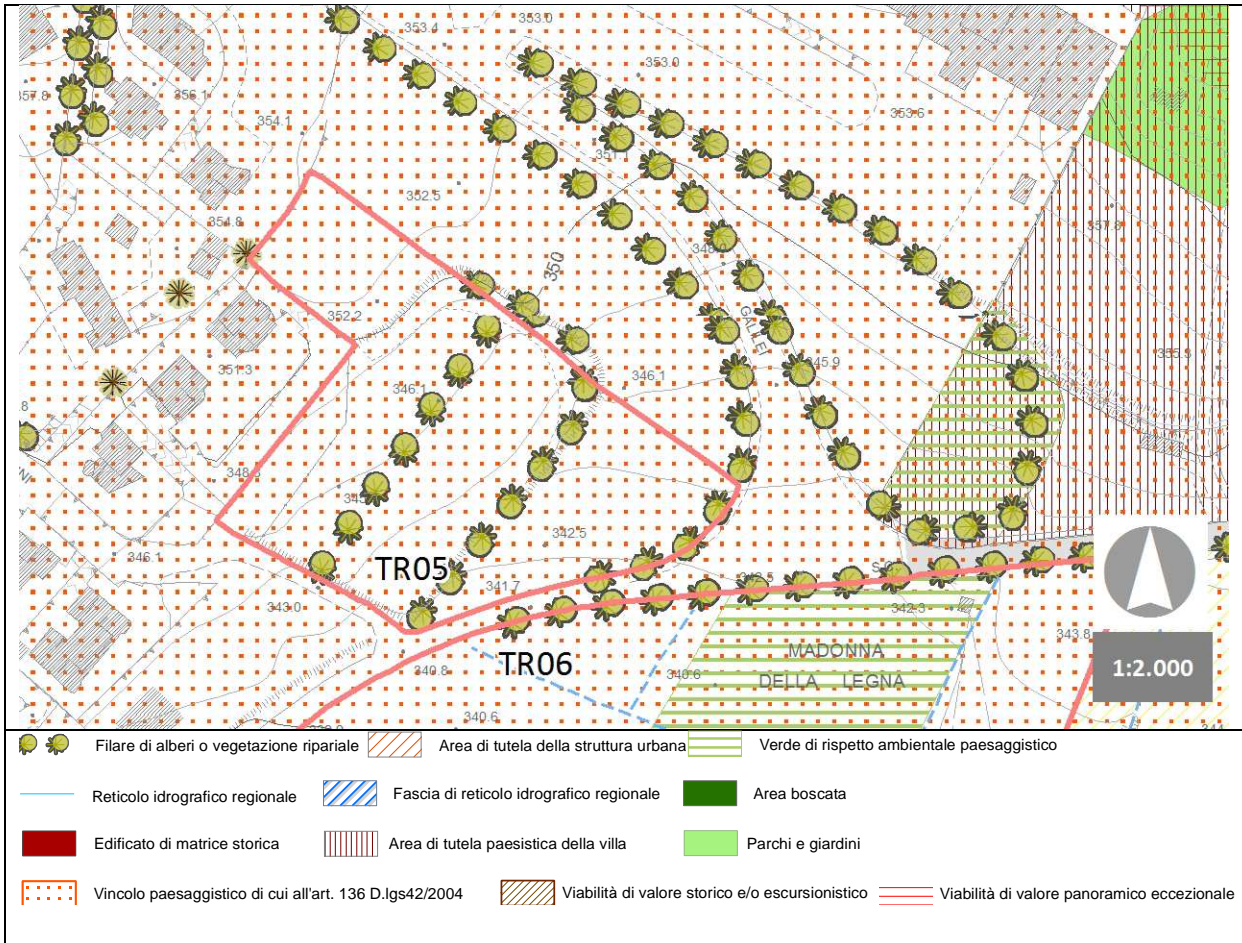 353.0
353.4
353.0
357.8
356.1
354.1
353.6
351.1
352.5
354.8
357.8
348.0
350
352.2
GALILEI
355.8
351.3
346.1
346.1
345.9
348.3
342.5
346.1
TR05
341.7
343.0
342.3
343.8
340.8
TR06
340.6
MADONNA
DELLA LEGNA
340.6
1:2.000
Filare di alberi o vegetazione ripariale
Area di tutela della struttura urbana
Verde di rispetto ambientale paesaggistico
Reticolo idrografico regionale
Fascia di reticolo idrografico regionale
Area boscata
Edificato di matrice storica
Area di tutela paesistica della villa
Parchi e giardini
Vincolo paesaggistico di cui all'art. 136 D.lgs42/2004
Viabilità di valore storico e/o escursionistico
Viabilità di valore panoramico eccezionale